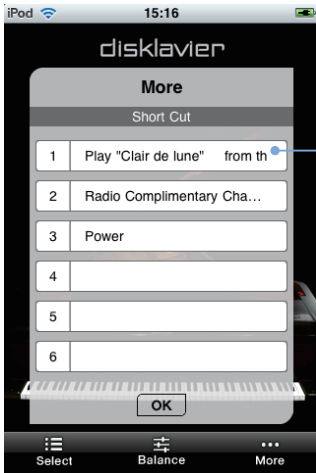 iPod 15:16
disklavier
More
Short Cut
1 Play "Clair de lune" from th
2 Radio Complimentary Cha...
3 Power
4
5
6
OK
Select Balance More